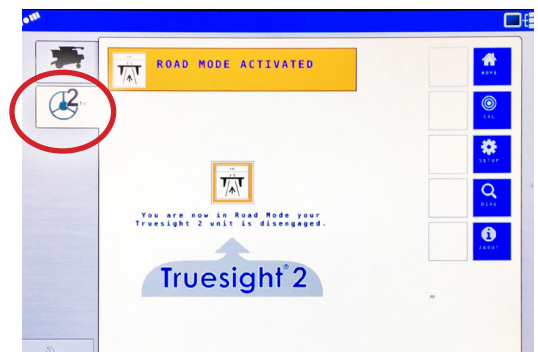 ROAD MODE ACTIVATED
2
HOME
CAL
SETUP
DIAG
ABOUT
You are now in Road Mode your
Truesight 2 unit is disengaged.
Truesight® 2